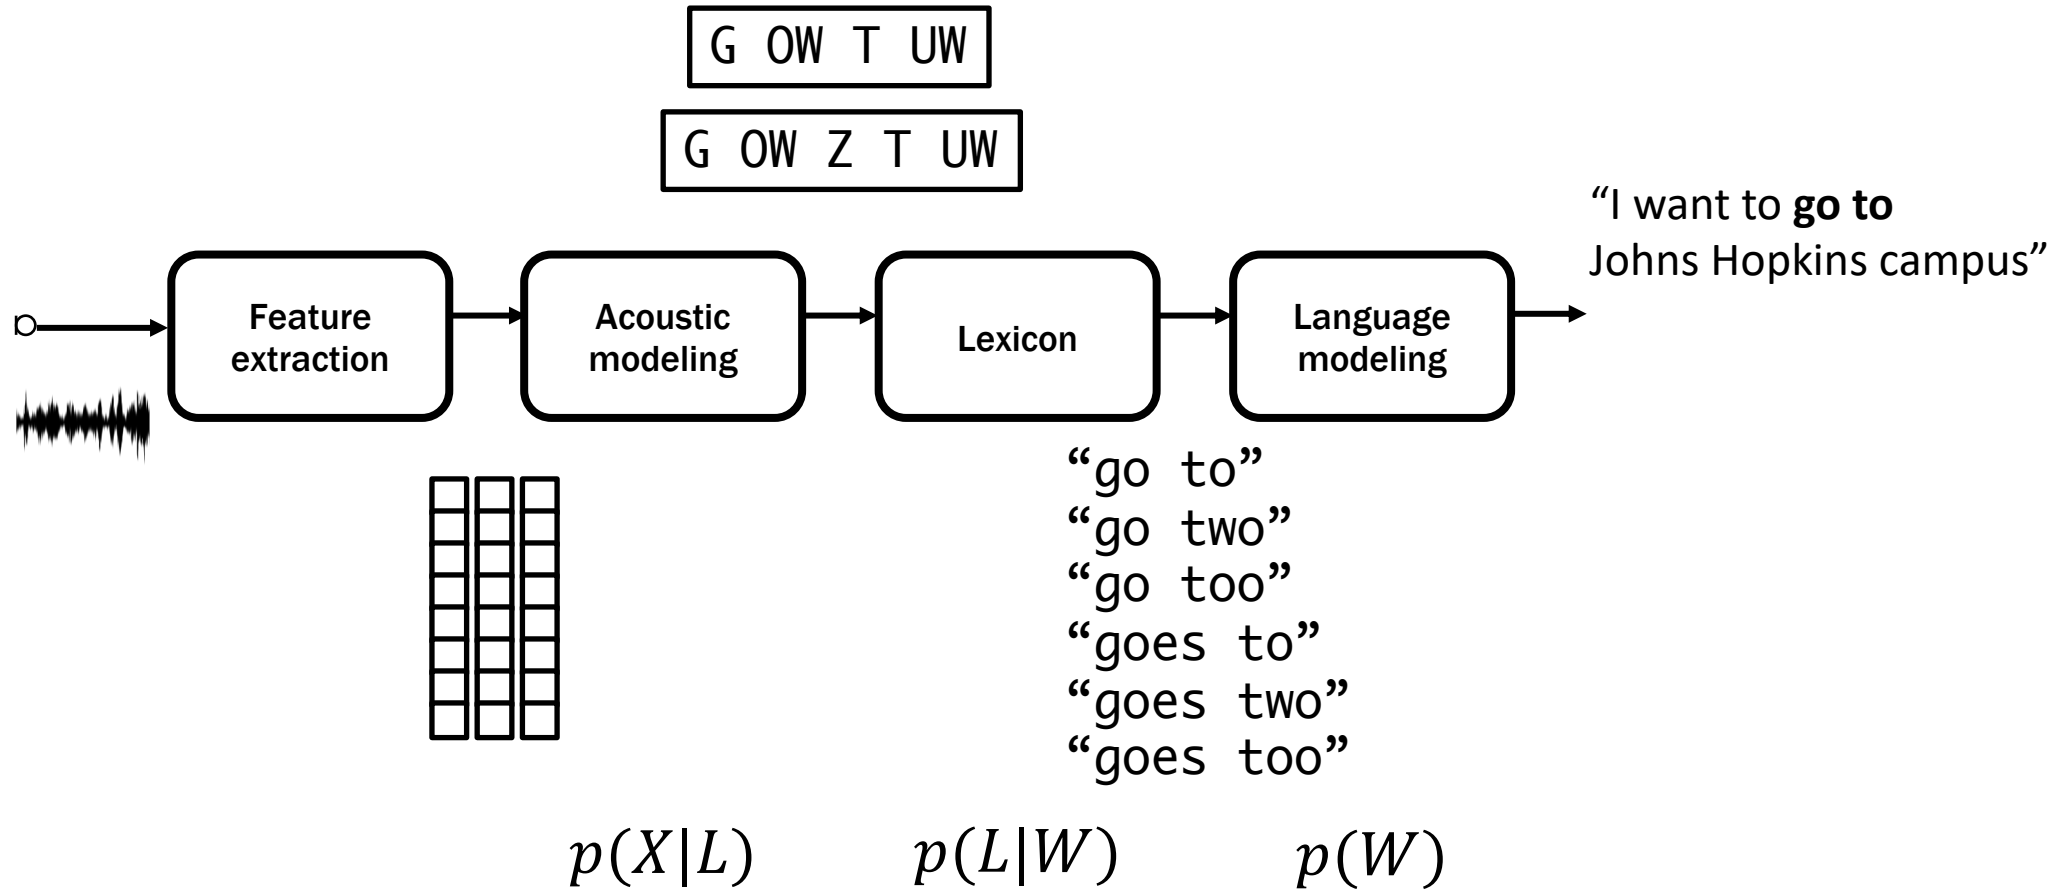 G OW T UW
G OW Z T UW
“I want to go to
Johns Hopkins campus”
Feature
extraction
Acoustic
modeling
Lexicon
Language
modeling
“go to”
“go two”
“go too”
“goes to”
“goes two”
“goes too”
p(X|L)
p(L|W)
p(W)